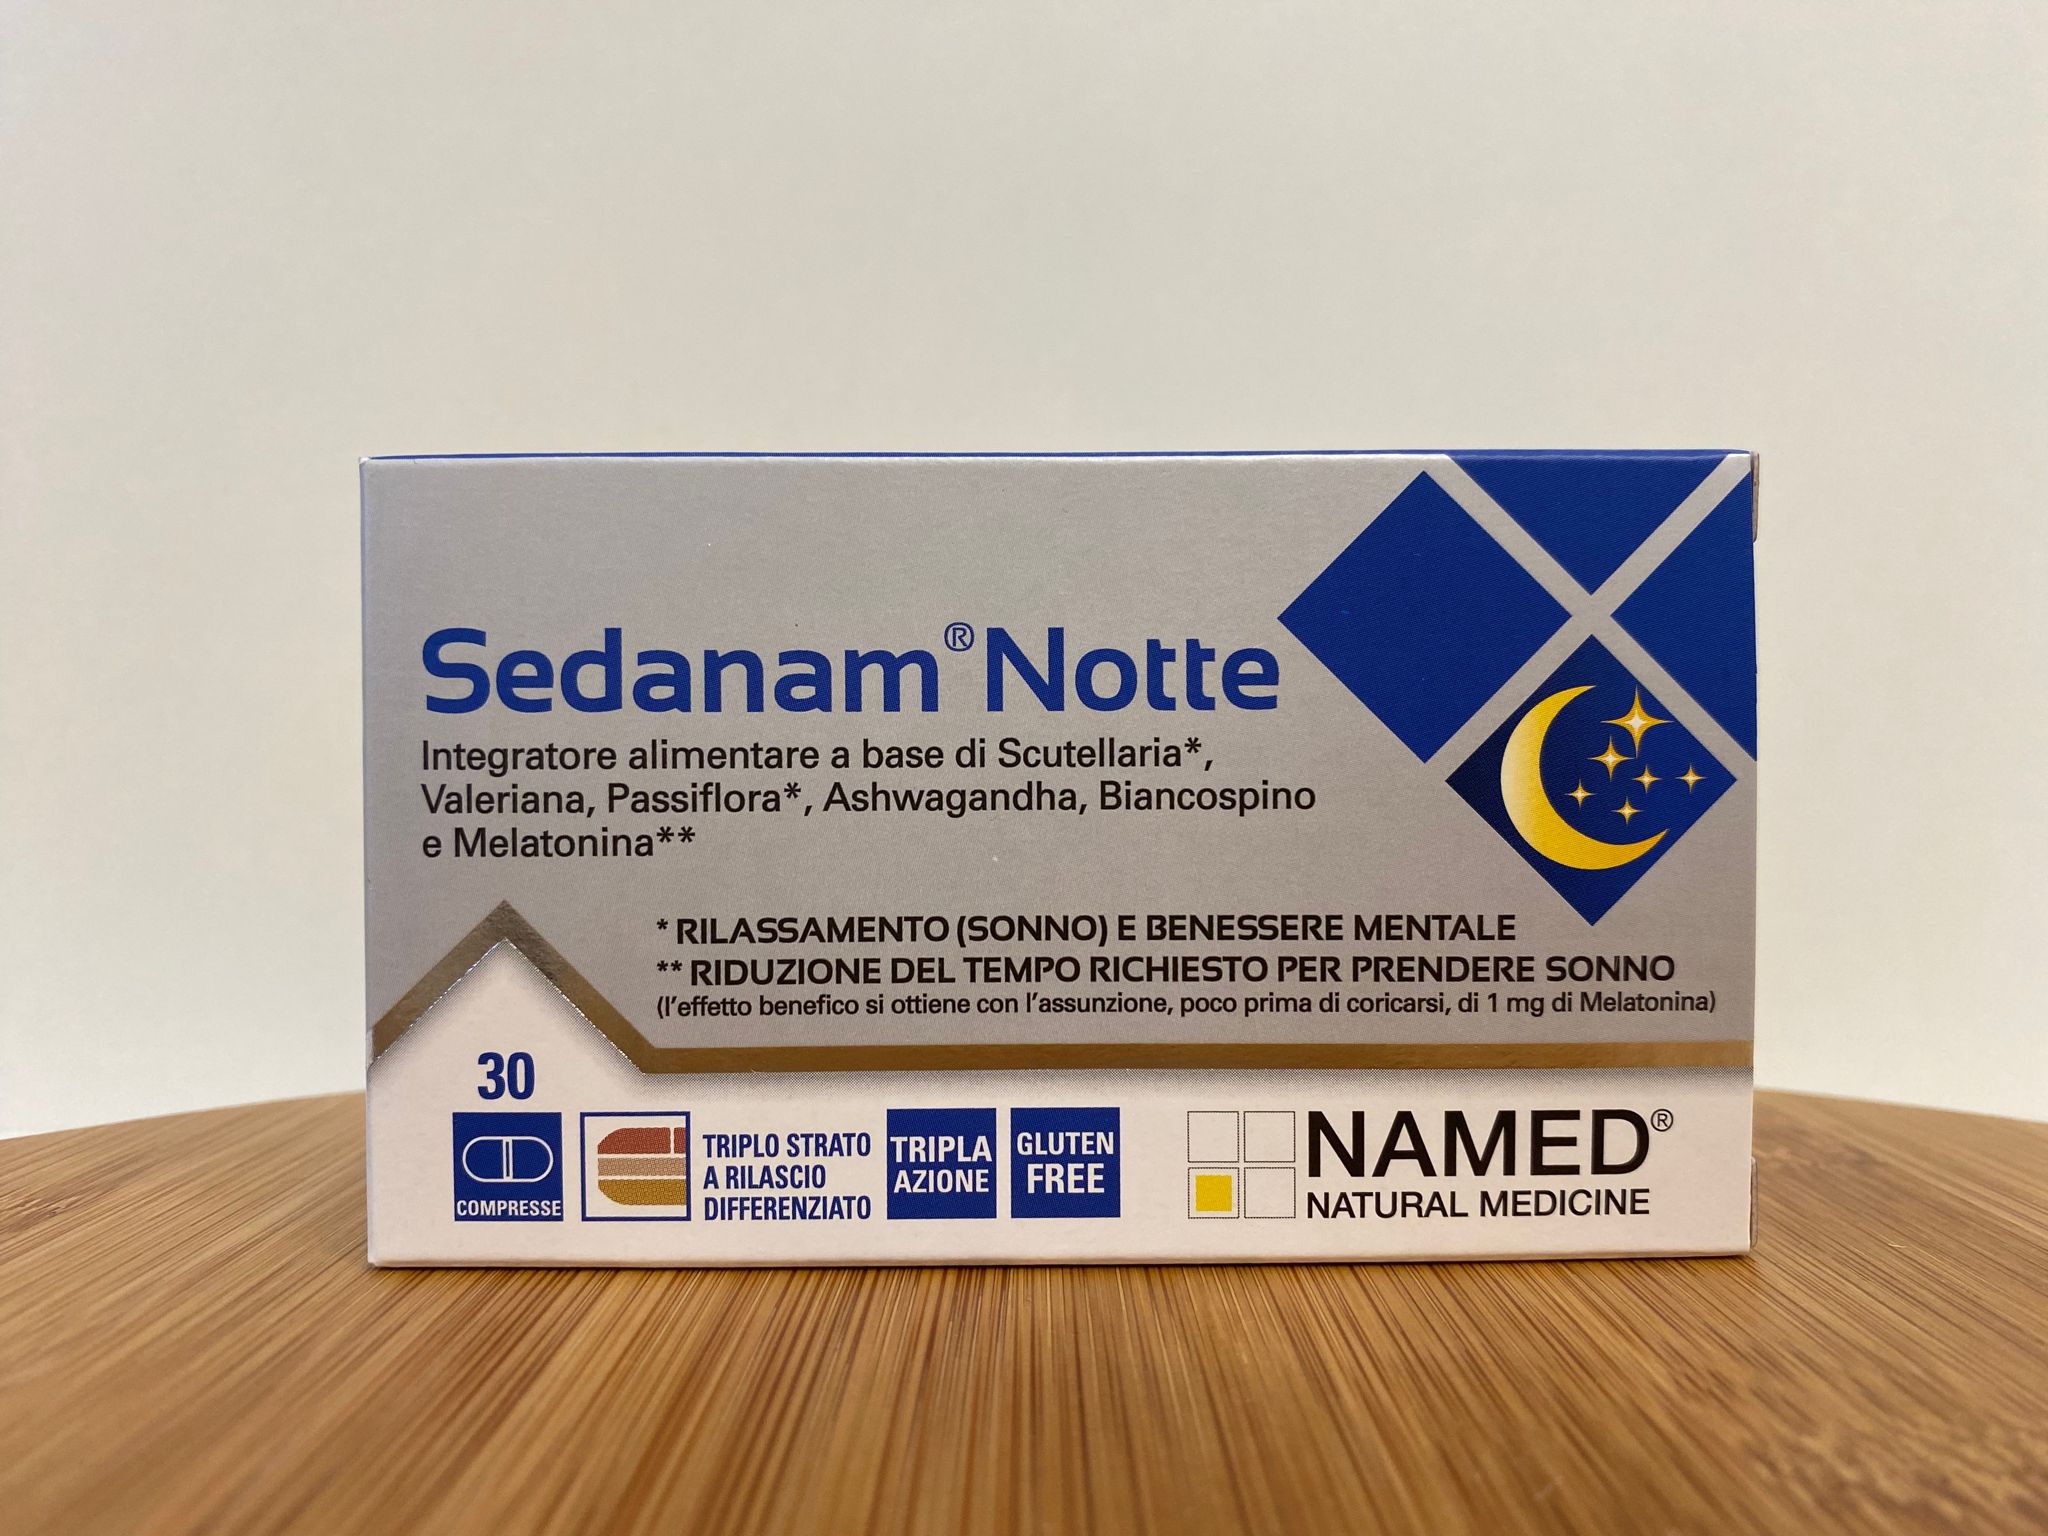 Sedanam® Notte
Integratore alimentare a base di Scutellaria*,
Valeriana, Passiflora*, Ashwagandha, Biancospino
e Melatonina**
* RILASSAMENTO (SONNO) E BENESSERE MENTALE
** RIDUZIONE DEL TEMPO RICHIESTO PER PRENDERE SONNO
(l'effetto benefico si ottiene con l'assunzione, poco prima di coricarsi, di 1 mg di Melatonina)
30
COMPRESSE
TRIPLO STRATO
A RILASCIO
DIFFERENZIATO
TRIPLA
AZIONE
GLUTEN
FREE
NAMED®
NATURAL MEDICINE